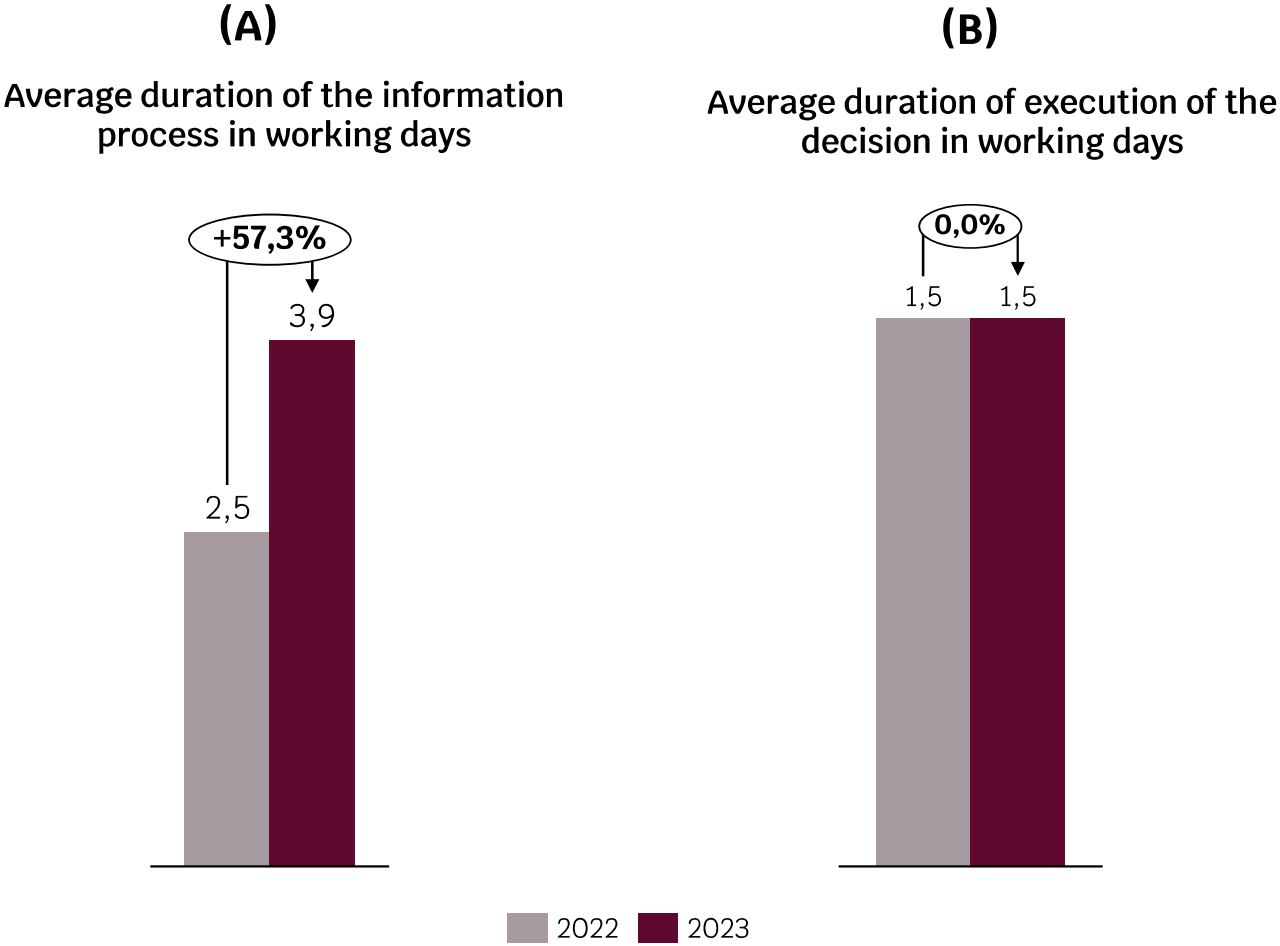 (A)
Average duration of the information
process in working days
+57,3%
3,9
2,5
(B)
Average duration of execution of the
decision in working days
0,0%
1,5 1,5
2022 2023